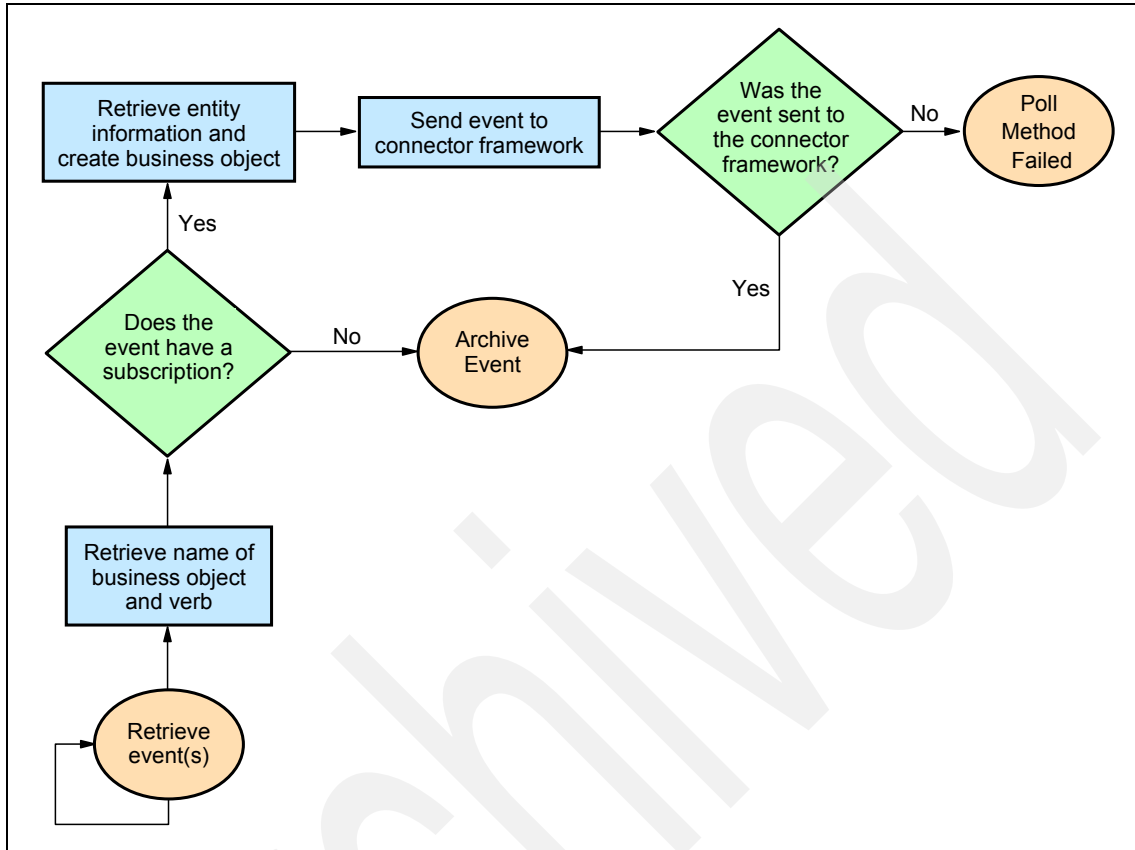 Retrieve entity
information and
create business object
Send event to
connector framework
Was the
event sent to
the connector
framework?
No
Poll
Method
Failed
Yes
Yes
Does the
event have a
subscription?
No
Archive
Event
Retrieve name of
business object
and verb
Retrieve
event(s)
hived